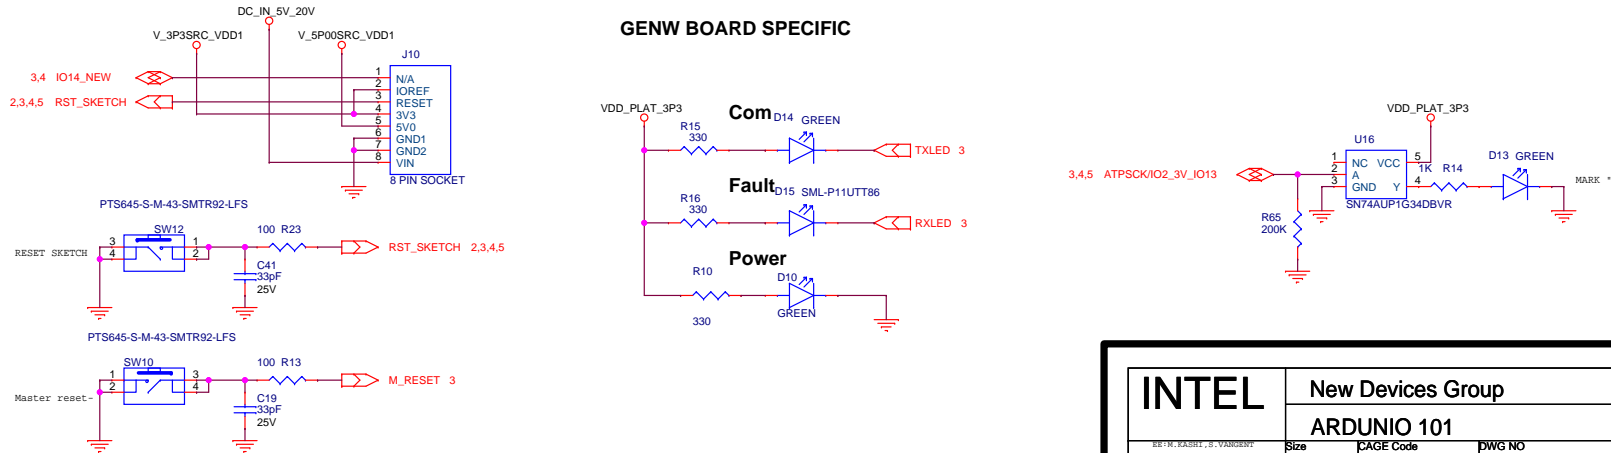 DC_IN_5V_20V
V_3P3SRC_VDD1
V_5P00SRC_VDD1
J10
3,4 IO14_NEW
1 N/A
2 IOREF
2,3,4,5 RST_SKETCH
3 RESET
4 3V3
5 5V0
6 GND1
7 GND2
8 VIN
8 PIN SOCKET
PTS645-S-M-43-SMTR92-LFS
SW12
100 R23
RESET SKETCH
3 1
4 2
RST_SKETCH 2,3,4,5
C41
33pF
25V
PTS645-S-M-43-SMTR92-LFS
SW10
100 R13
1 3
2 4
M_RESET 3
Master reset-
C19
33pF
25V
GENW BOARD SPECIFIC
VDD_PLAT_3P3
Com
D14 GREEN
R15
330
TXLED 3
Fault
D15 SML-P11UTT86
R16
330
RXLED 3
Power
R10
D10
GREEN
330
VDD_PLAT_3P3
U16
1 NC VCC 5
2 A
3 GND Y 4
SN74AUP1G34DBVR
3,4,5 ATPSCK/IO2_3V_IO13
1K R14
D13 GREEN
MARK "
R65
200K
INTEL
New Devices Group
ARDUNIO 101
EE:M.KASHI,S.VANGENT
Size CAGE Code DWG NO